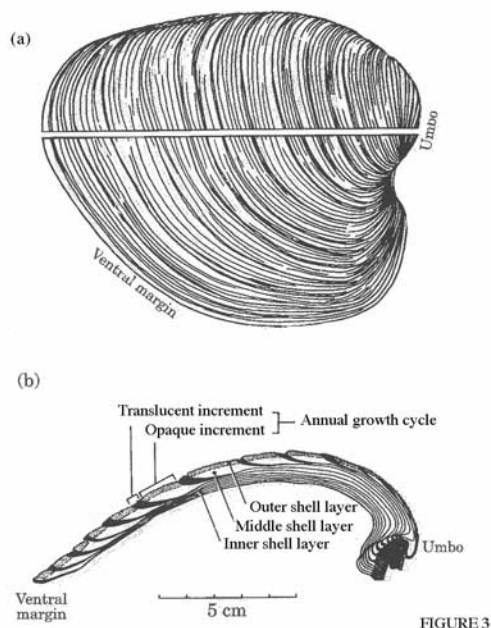 (a)
Umbo
Ventral margin
(b)
Translucent increment
Opaque increment
Annual growth cycle
Outer shell layer
Middle shell layer
Inner shell layer
Umbo
Ventral
margin
5 cm
FIGURE 3